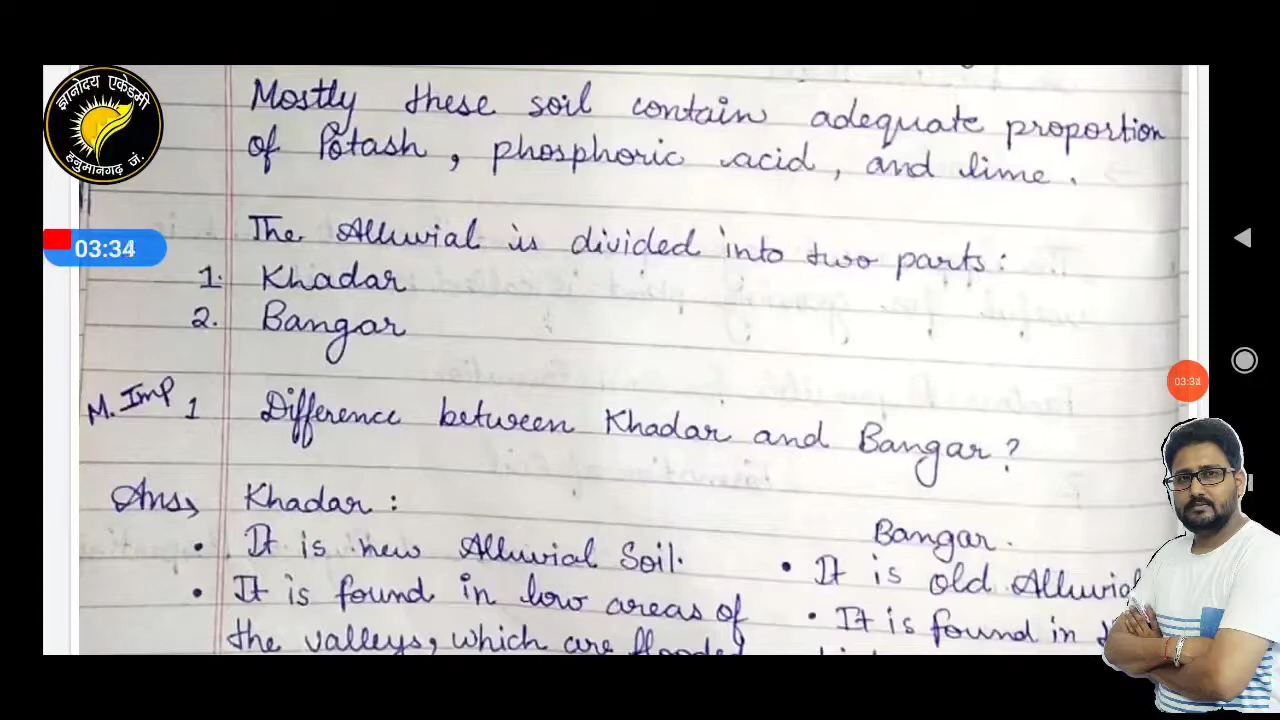 ज्ञानोदय एकेडमी
हनुमानगढ़ जं.
Mostly these soil contain adequate proportion
of Potash, phosphoric acid, and lime.
03:34
The Alluvial is divided into two parts:
1. Khadar
2. Bangar
03:34
M. Imp 1 Difference between Khadar and Bangar?
Ans, Khadar:
Bangar.
• It is new Alluvial Soil.
• It is old Alluvia
• It is found in low areas of
• It is found in
the valleys, which are flooded